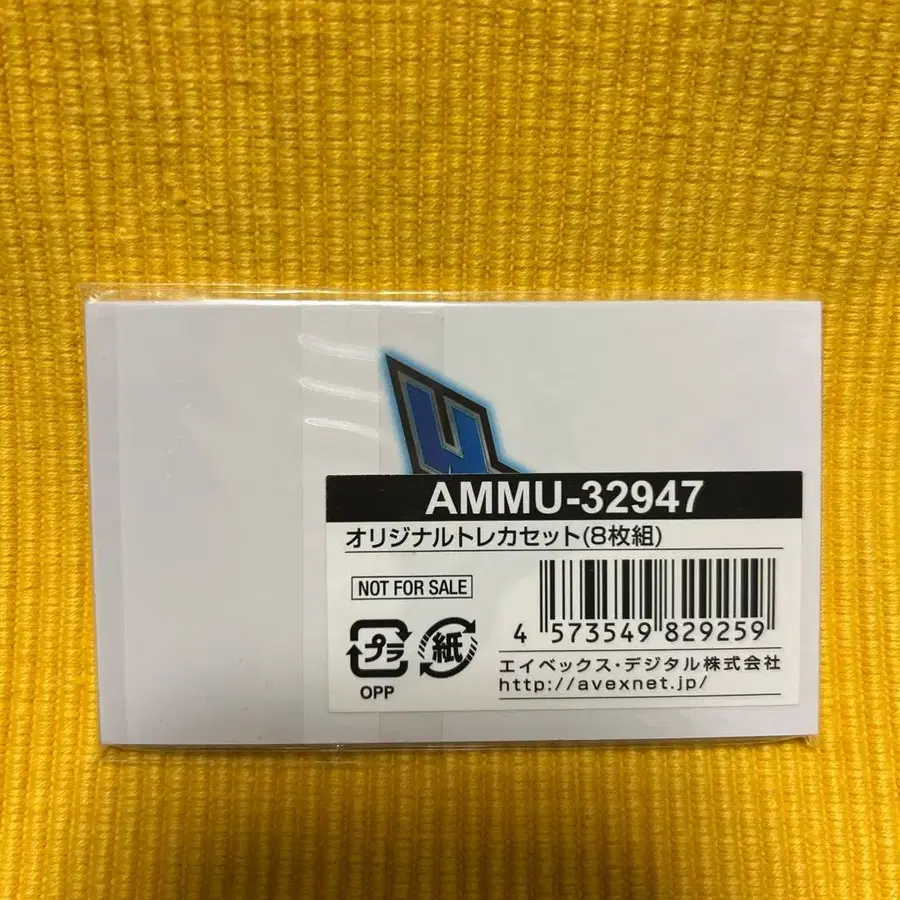 AMMU-32947
オリジナルトレカセット(8枚組)
NOT FOR SALE
プラ
紙
OPP
4 573549 829259
エイベックス・デジタル株式会社
http://avexnet.jp/